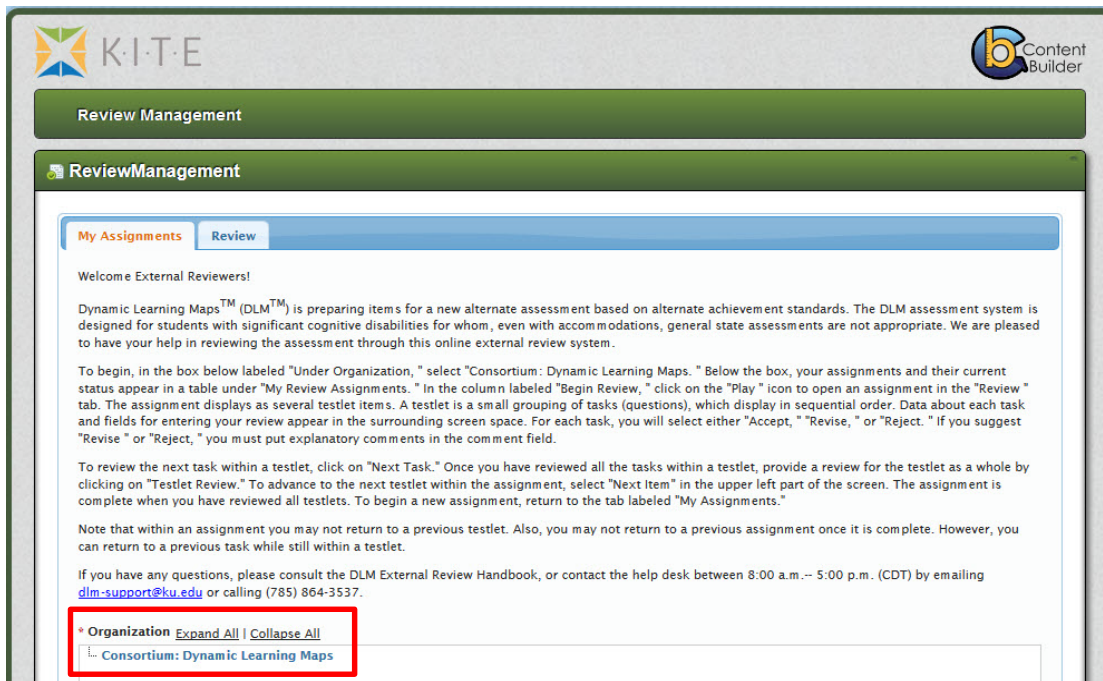 K·I·T·E
Content
Builder
Review Management
ReviewManagement
My Assignments Review
Welcome External Reviewers!
Dynamic Learning Maps™ (DLM™) is preparing items for a new alternate assessment based on alternate achievement standards. The DLM assessment system is
designed for students with significant cognitive disabilities for whom, even with accommodations, general state assessments are not appropriate. We are pleased
to have your help in reviewing the assessment through this online external review system.
To begin, in the box below labeled "Under Organization, " select "Consortium: Dynamic Learning Maps. " Below the box, your assignments and their current
status appear in a table under "My Review Assignments. " In the column labeled "Begin Review, " click on the "Play " icon to open an assignment in the "Review "
tab. The assignment displays as several testlet items. A testlet is a small grouping of tasks (questions), which display in sequential order. Data about each task
and fields for entering your review appear in the surrounding screen space. For each task, you will select either "Accept, " "Revise, " or "Reject. " If you suggest
"Revise " or "Reject, " you must put explanatory comments in the comment field.
To review the next task within a testlet, click on "Next Task." Once you have reviewed all the tasks within a testlet, provide a review for the testlet as a whole by
clicking on "Testlet Review." To advance to the next testlet within the assignment, select "Next Item" in the upper left part of the screen. The assignment is
complete when you have reviewed all testlets. To begin a new assignment, return to the tab labeled "My Assignments."
Note that within an assignment you may not return to a previous testlet. Also, you may not return to a previous assignment once it is complete. However, you
can return to a previous task while still within a testlet.
If you have any questions, please consult the DLM External Review Handbook, or contact the help desk between 8:00 a.m.-- 5:00 p.m. (CDT) by emailing
dlm-support@ku.edu or calling (785) 864-3537.
* Organization Expand All | Collapse All
Consortium: Dynamic Learning Maps